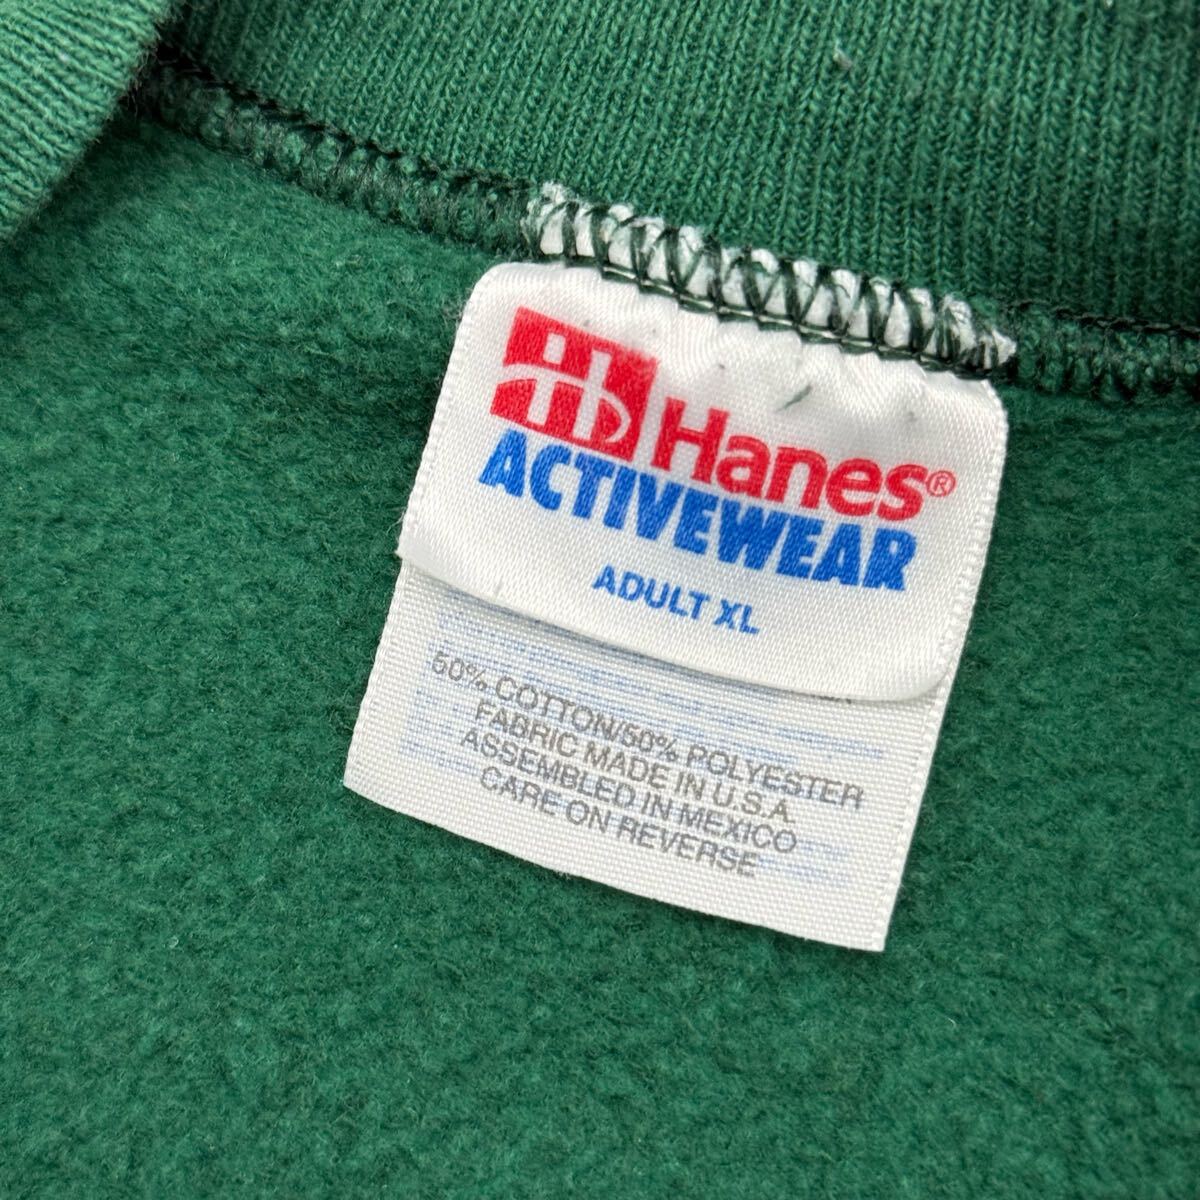 Hanes®
ACTIVEWEAR
ADULT XL
50% COTTON/50% POLYESTER
FABRIC MADE IN U.S.A.
ASSEMBLED IN MEXICO
CARE ON REVERSE